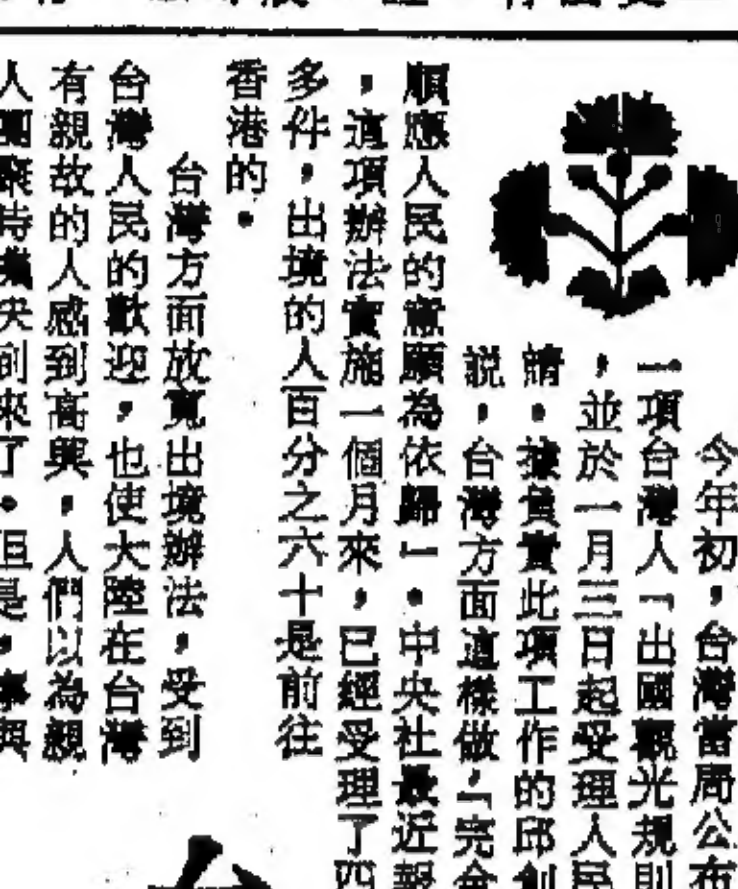 今年初，台灣當局公布
一項台灣人「出國觀光規則
，並於一月三日起受理人民
請。據負責此項工作的邱創
説，台灣方面這樣做，「完全
順應人民的意願為依歸」。中央社最近報
，這項辦法實施一個月來，已經受理了四
多件，出境的人百分之六十是前往
香港的。
台灣方面放寬出境辦法，受到
台灣人民的歡迎，也使大陸在台灣
有親故的人感到高興，人們以為親
人團聚時機快到來了。但是，事與